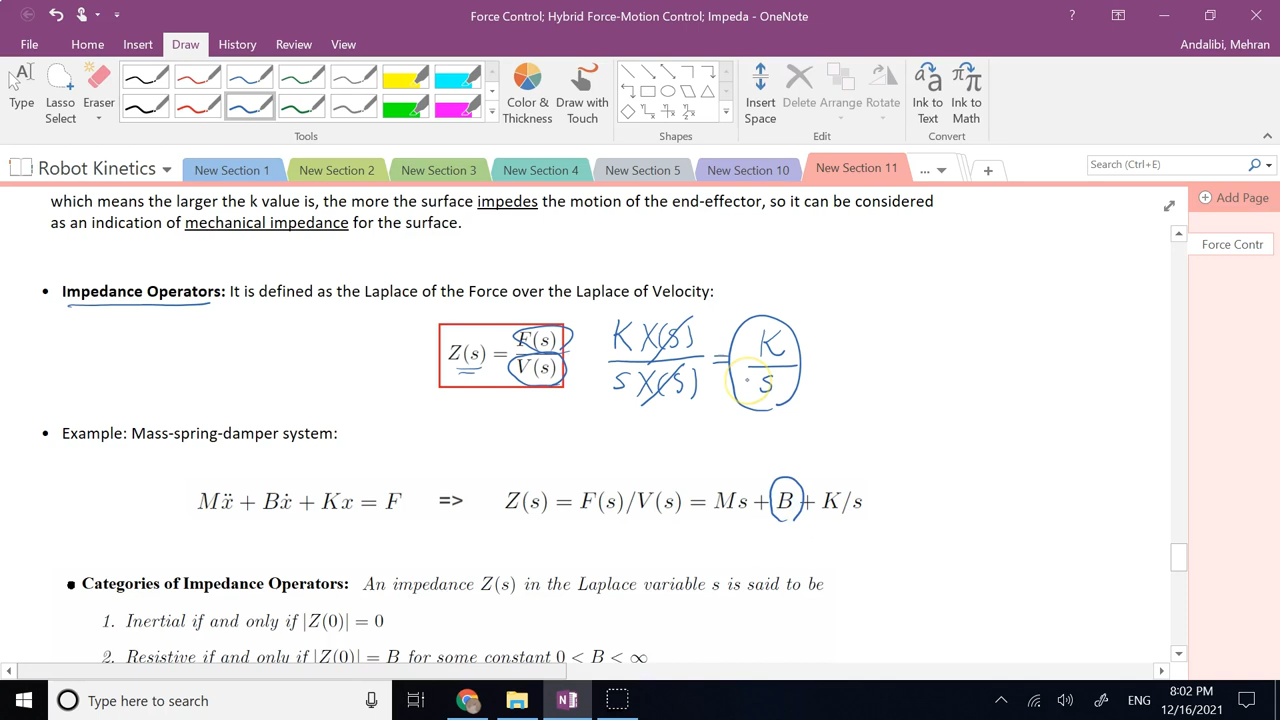 Force Control; Hybrid Force-Motion Control; Impeda - OneNote
?
File Home Insert Draw History Review View
Andalibi, Mehran
Type
Lasso Select
Eraser
Color & Thickness
Draw with Touch
Insert Space
Delete
Arrange
Rotate
Ink to Text
Ink to Math
Tools
Shapes
Edit
Convert
Robot Kinetics
New Section 1 New Section 2 New Section 3 New Section 4 New Section 5 New Section 10 New Section 11 ...
Search (Ctrl+E)
Add Page
Force Contr
which means the larger the k value is, the more the surface impedes the motion of the end-effector, so it can be considered
as an indication of mechanical impedance for the surface.
• Impedance Operators: It is defined as the Laplace of the Force over the Laplace of Velocity:
Z(s) = F(s) / V(s)
K X(s) / s X(s) = K / s
• Example: Mass-spring-damper system:
Mẍ + Bẋ + Kx = F => Z(s) = F(s)/V(s) = Ms + B + K/s
• Categories of Impedance Operators: An impedance Z(s) in the Laplace variable s is said to be
1. Inertial if and only if |Z(0)| = 0
2. Resistive if and only if |Z(0)| = B for some constant 0 < B < ∞
Type here to search
ENG
8:02 PM
12/16/2021